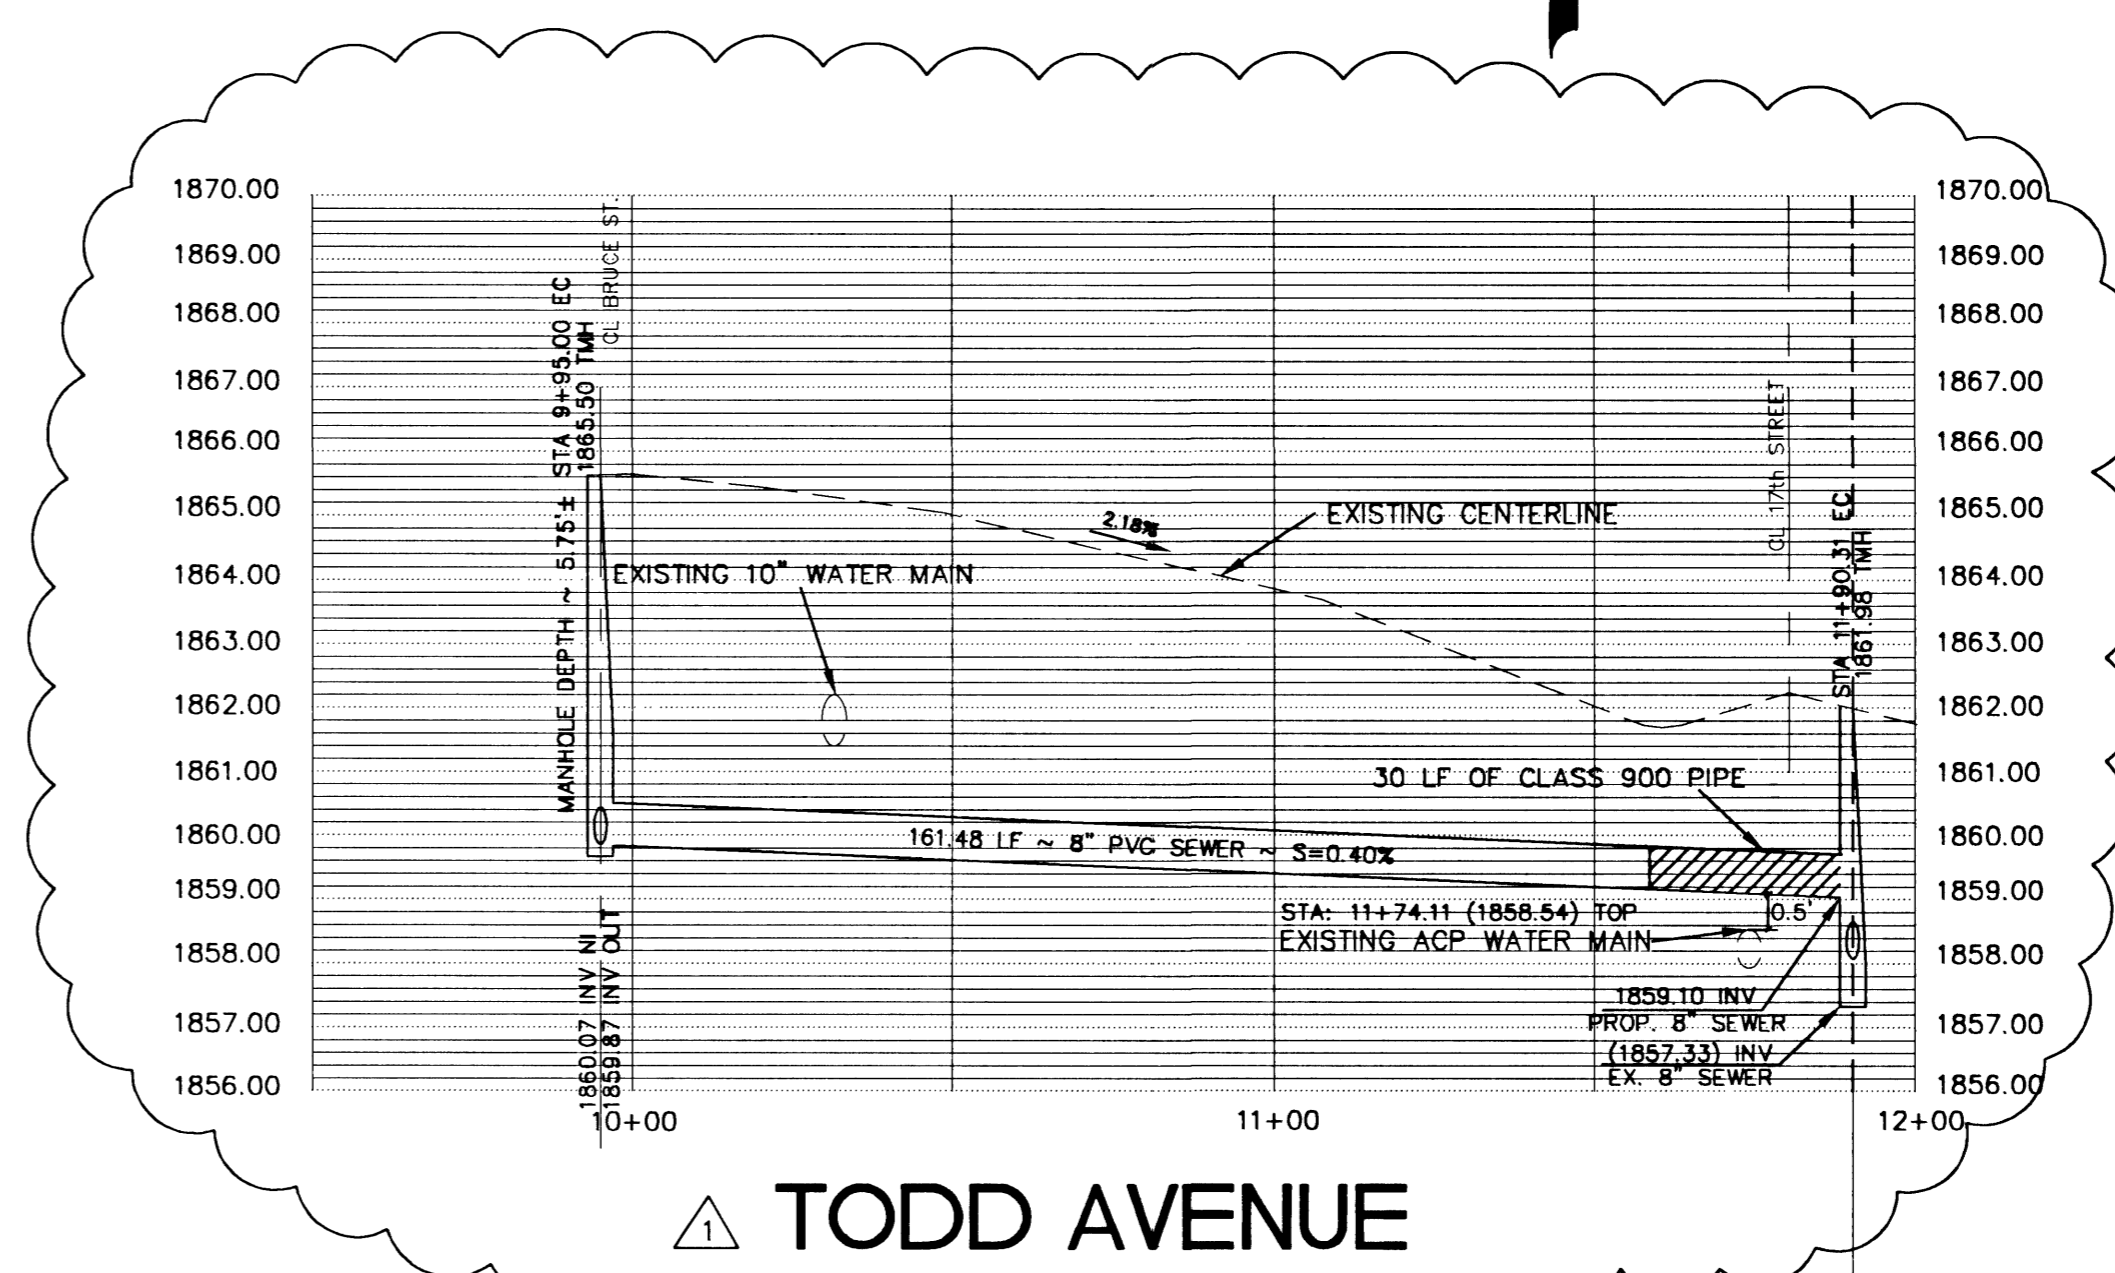 1870.00
1869.00
1868.00
1867.00
1866.00
1865.00
1864.00
1863.00
1862.00
1861.00
1860.00
1859.00
1858.00
1857.00
1856.00
MANHOLE DEPTH ~ 5.75'± STA 9+95.00 EC
1865.50 TMH
CL BRUCE ST.
EXISTING 10" WATER MAIN
2.18%
EXISTING CENTERLINE
CL 17th STREET
STA 11+90.31 EC
1861.98 TMH
30 LF OF CLASS 900 PIPE
161.48 LF ~ 8" PVC SEWER ~ S=0.40%
STA: 11+74.11 (1858.54) TOP
EXISTING ACP WATER MAIN
0.5'
1859.10 INV
PROP. 8" SEWER
(1857.33) INV
EX. 8" SEWER
1860.07 INV NI
1859.87 INV OUT
1870.00
1869.00
1868.00
1867.00
1866.00
1865.00
1864.00
1863.00
1862.00
1861.00
1860.00
1859.00
1858.00
1857.00
1856.00
10+00
11+00
12+00
1
TODD AVENUE